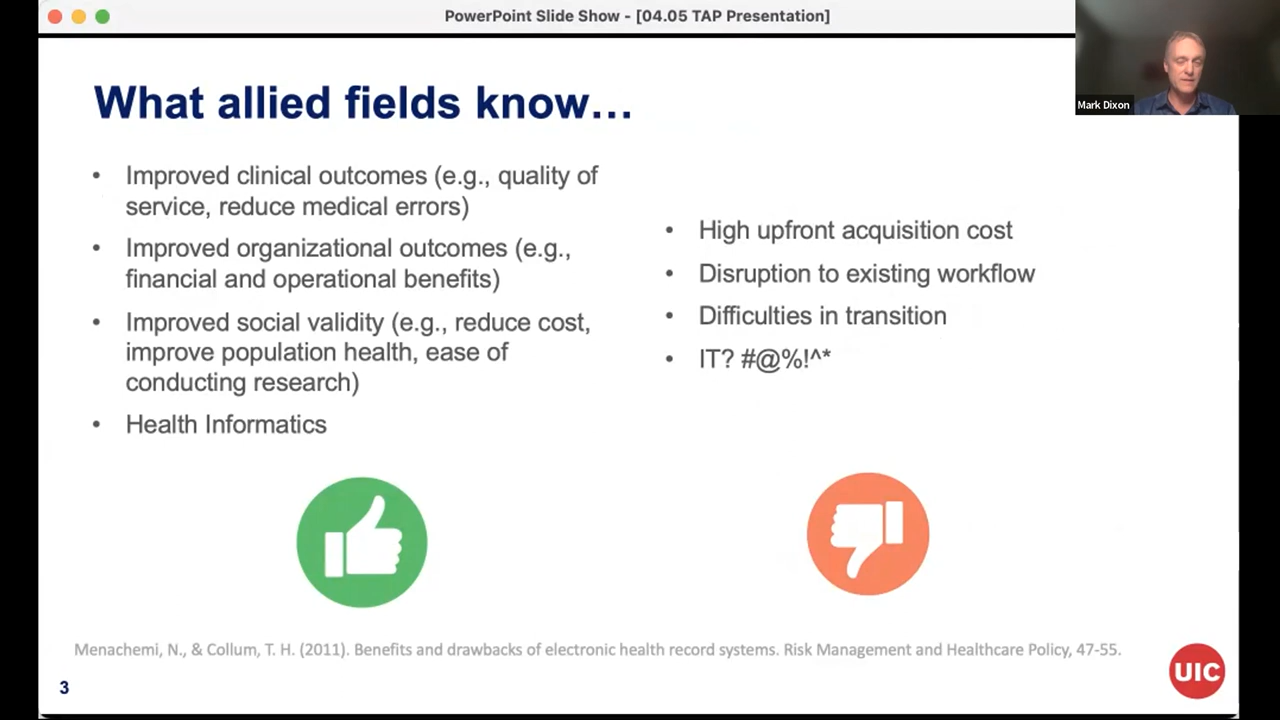 PowerPoint Slide Show - [04.05 TAP Presentation]
Mark Dixon
What allied fields know…
• Improved clinical outcomes (e.g., quality of
service, reduce medical errors)
• Improved organizational outcomes (e.g.,
financial and operational benefits)
• Improved social validity (e.g., reduce cost,
improve population health, ease of
conducting research)
• Health Informatics
• High upfront acquisition cost
• Disruption to existing workflow
• Difficulties in transition
• IT? #@%!^*
Menachemi, N., & Collum, T. H. (2011). Benefits and drawbacks of electronic health record systems. Risk Management and Healthcare Policy, 47-55.
3
UIC